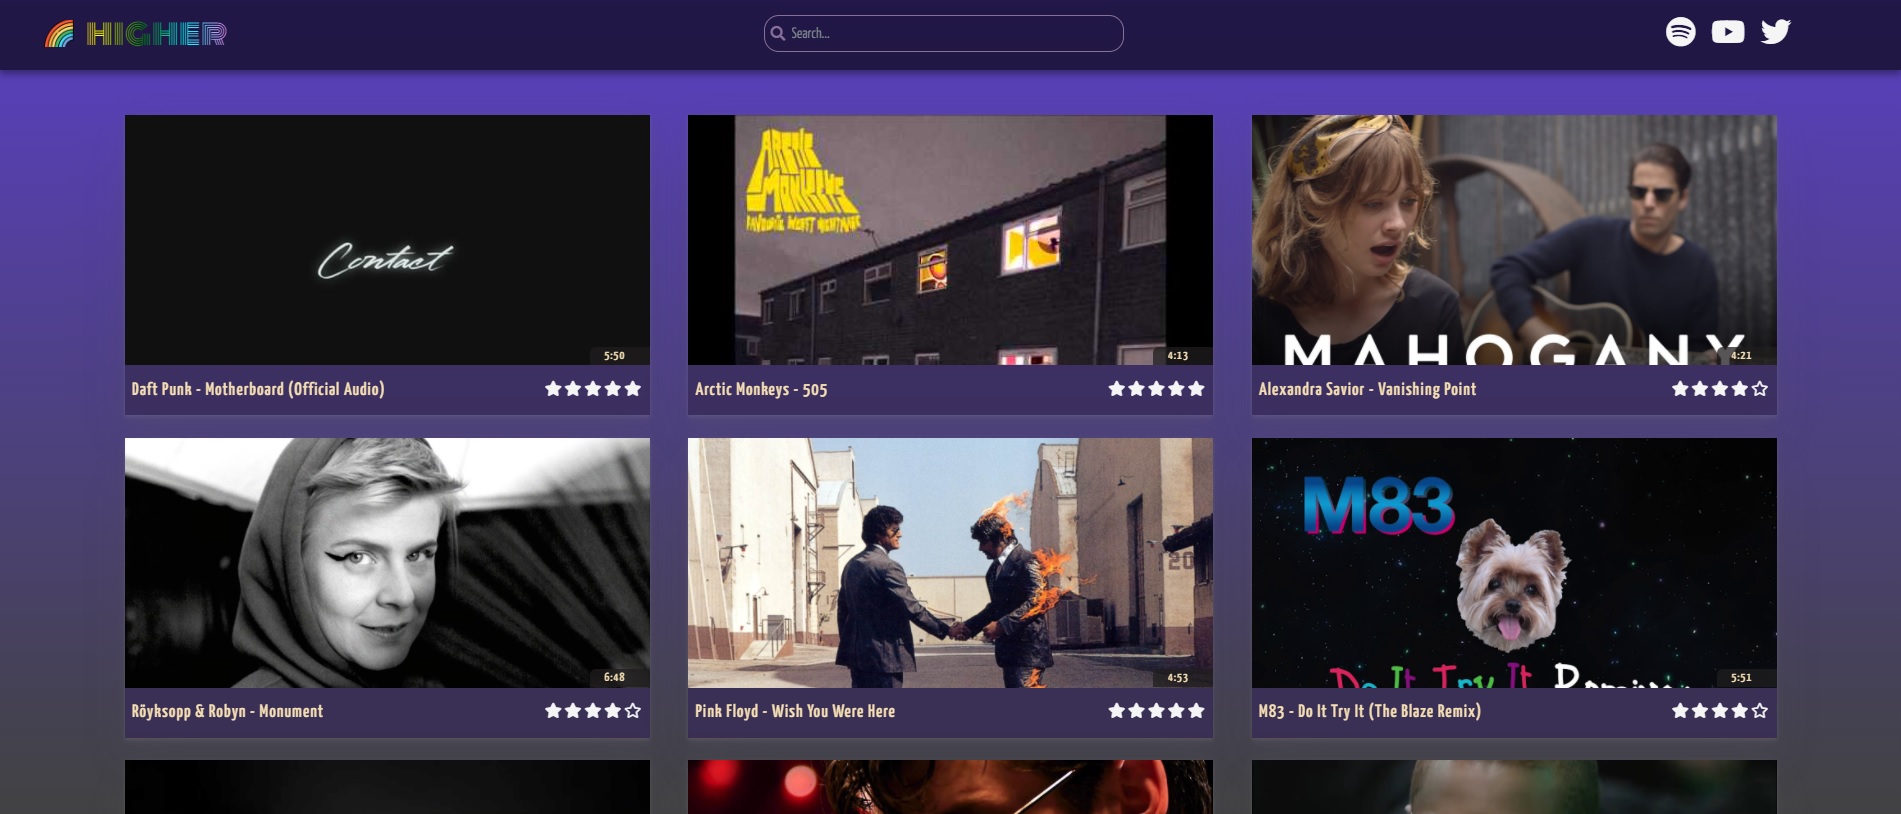 HIGHER
Search...
Contact
5:50
Daft Punk - Motherboard (Official Audio)
ARCTIC
MONKEYS
FAVOURITE WORST NIGHTMARE
4:13
Arctic Monkeys - 505
MAHOGANY
4:21
Alexandra Savior - Vanishing Point
6:48
Röyksopp & Robyn - Monument
20
4:53
Pink Floyd - Wish You Were Here
M83
Do It Try It Remix
5:51
M83 - Do It Try It (The Blaze Remix)